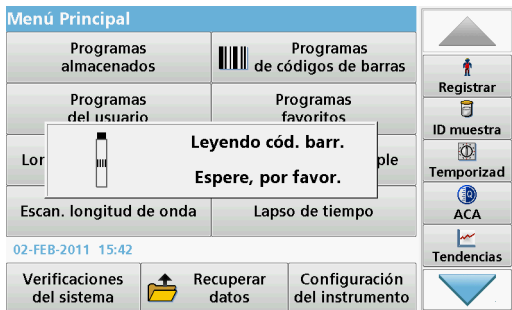 Menú Principal
Programas
almacenados
Programas
de códigos de barras
Programas
del usuario
Programas
favoritos
Leyendo cód. barr.
Espere, por favor.
Escan. longitud de onda
Lapso de tiempo
02-FEB-2011 15:42
Verificaciones
del sistema
Recuperar
datos
Configuración
del instrumento
Registrar
ID muestra
Temporizad
ACA
Tendencias